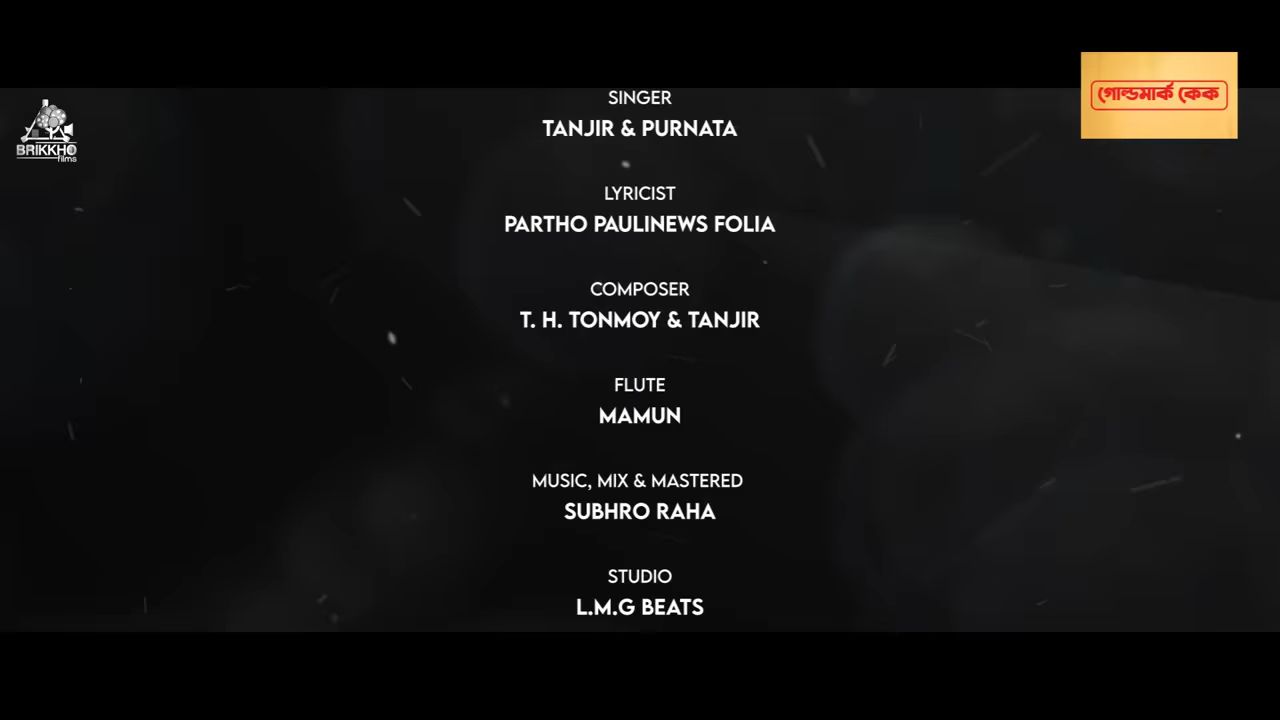 SINGER
TANJIR & PURNATA
BRIKKHO
films
গোল্ডমার্ক কেক
LYRICIST
PARTHO PAULINEWS FOLIA
COMPOSER
T. H. TONMOY & TANJIR
FLUTE
MAMUN
MUSIC, MIX & MASTERED
SUBHRO RAHA
STUDIO
L.M.G BEATS